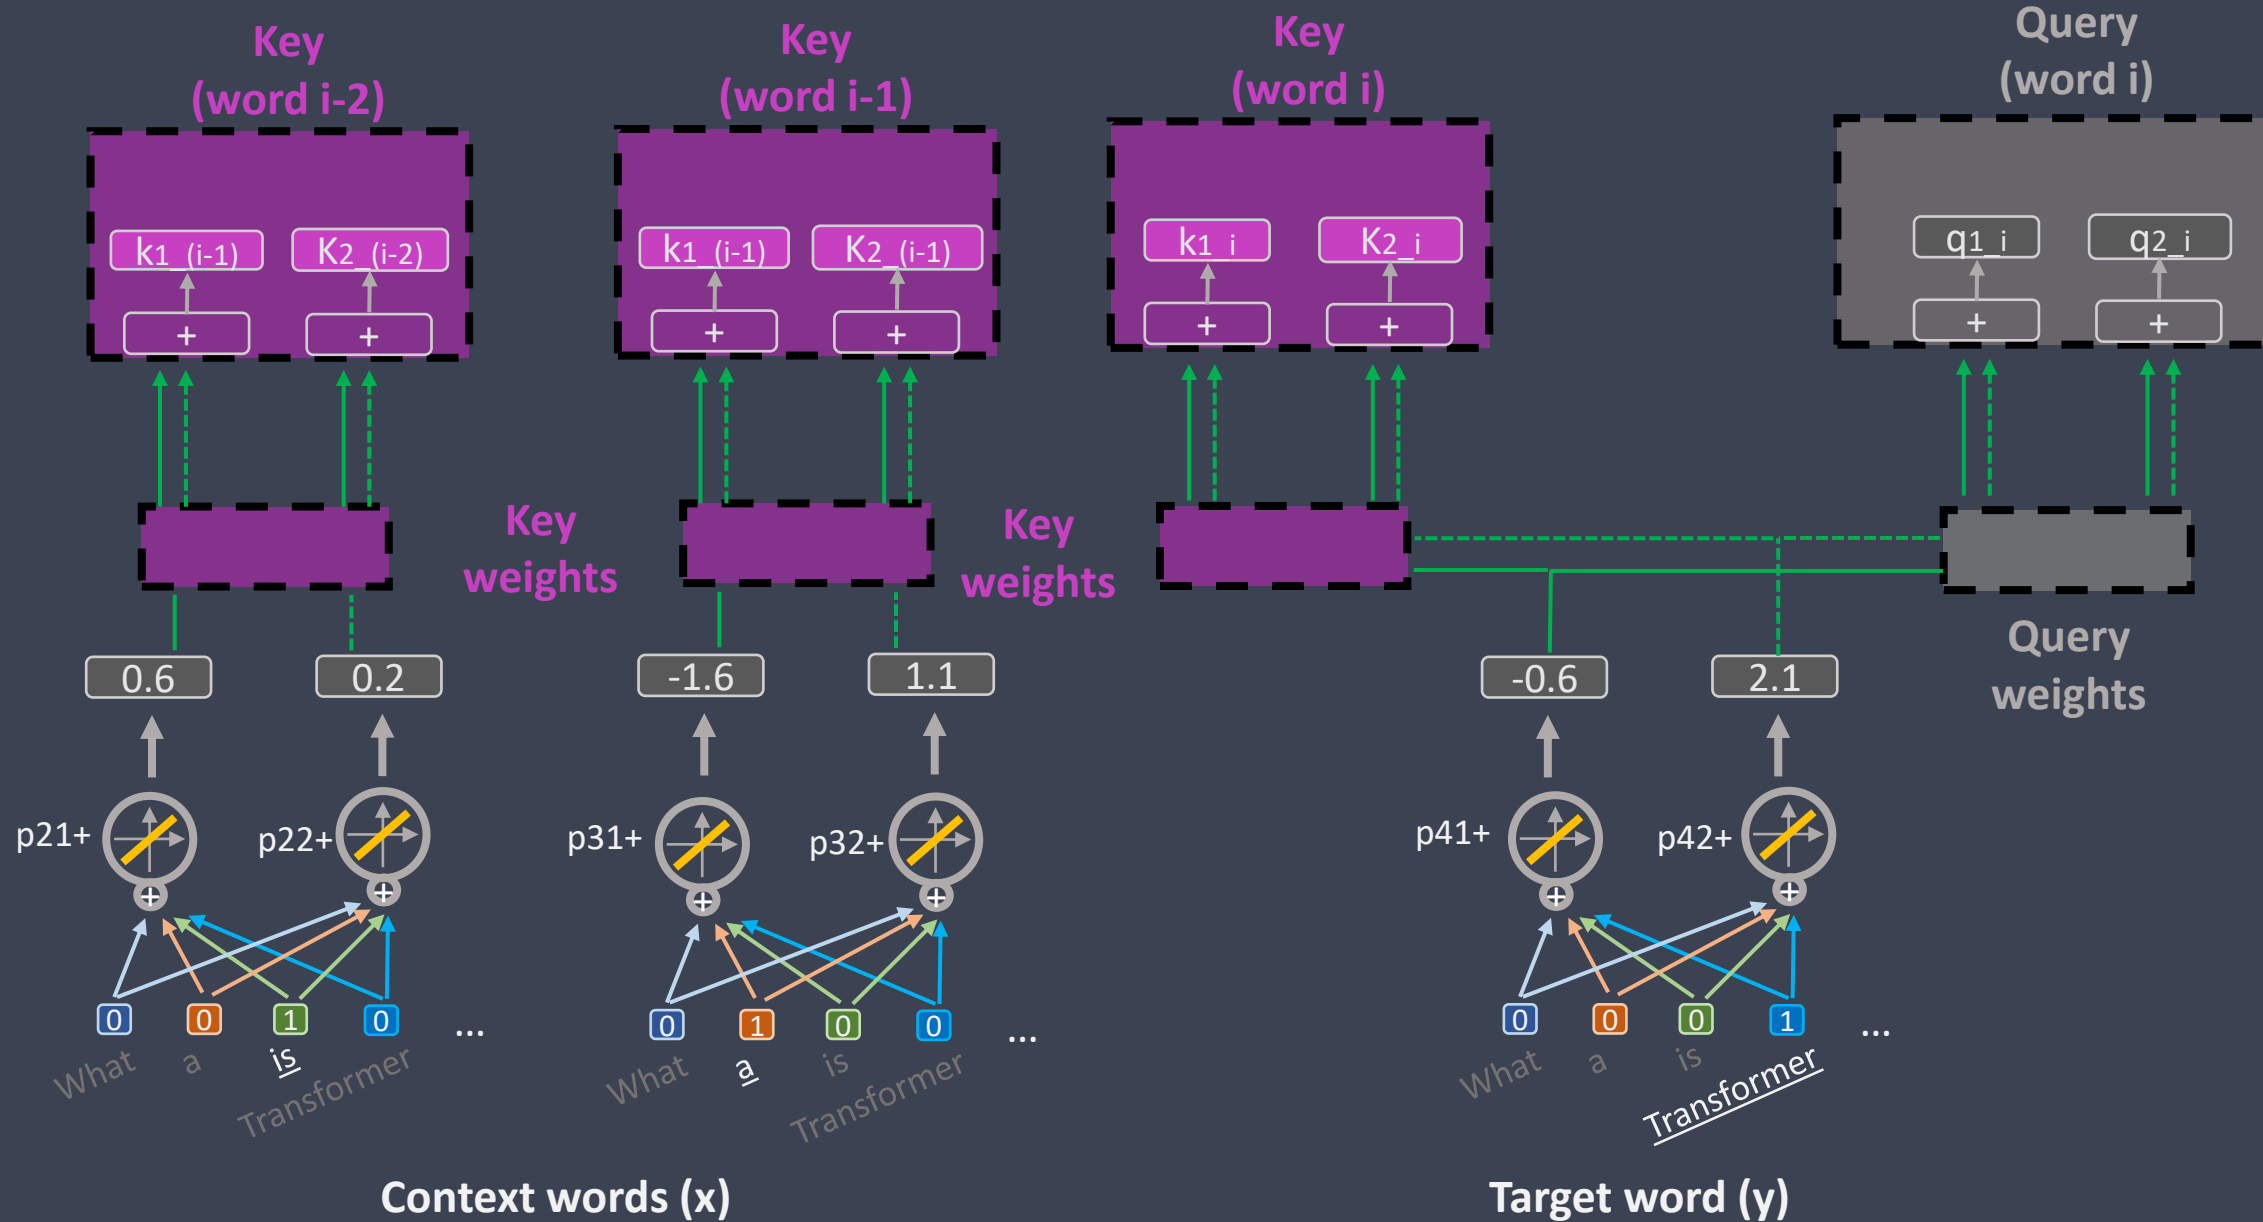 Key
(word i-2)
Key
(word i-1)
Key
(word i)
Query
(word i)
k1_(i-1)
K2_(i-2)
k1_(i-1)
K2_(i-1)
k1_i
K2_i
q1_i
q2_i
+
+
+
+
+
+
+
+
Key
weights
Key
weights
Query
weights
0.6
0.2
-1.6
1.1
-0.6
2.1
p21+
p22+
p31+
p32+
p41+
p42+
+
+
+
+
+
+
0
0
1
0
...
0
1
0
0
...
0
0
0
1
...
What
a
is
Transformer
What
a
is
Transformer
What
a
is
Transformer
Context words (x)
Target word (y)